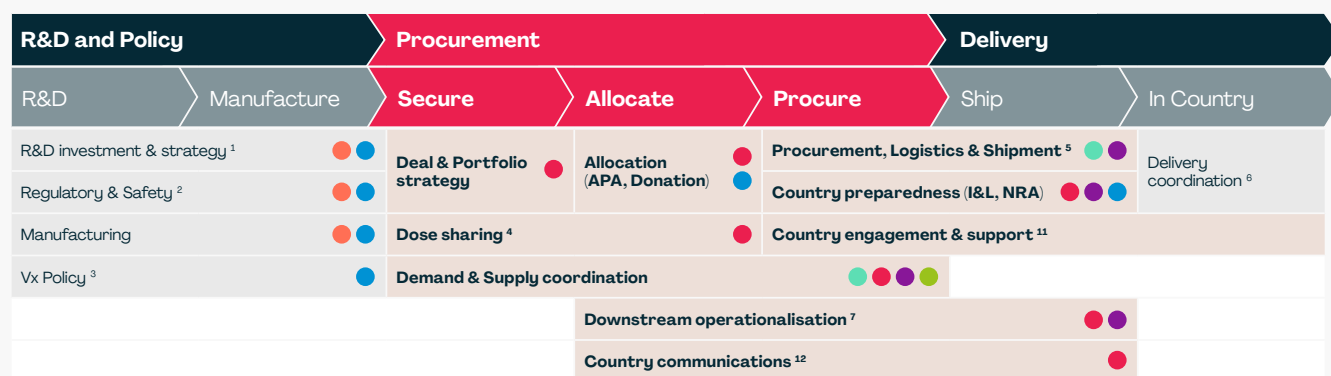 R&D and Policy
Procurement
Delivery
R&D
Manufacture
Secure
Allocate
Procure
Ship
In Country
R&D investment & strategy ¹
Regulatory & Safety ²
Manufacturing
Vx Policy ³
Deal & Portfolio
strategy
Allocation
(APA, Donation)
Procurement, Logistics & Shipment ⁵
Country preparedness (I&L, NRA)
Delivery
coordination ⁶
Dose sharing ⁴
Country engagement & support ¹¹
Demand & Supply coordination
Downstream operationalisation ⁷
Country communications ¹²